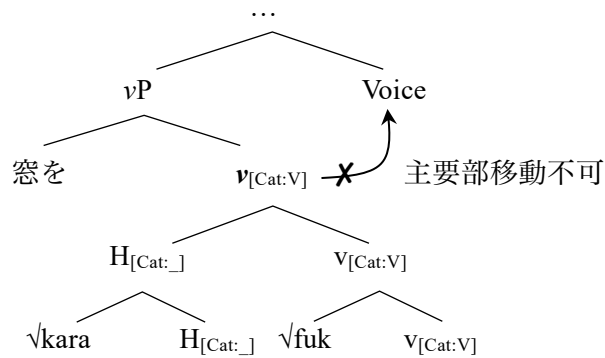 …
vP Voice
窓を v[Cat:V] 主要部移動不可
H[Cat:_] v[Cat:V]
√kara H[Cat:_] √fuk v[Cat:V]